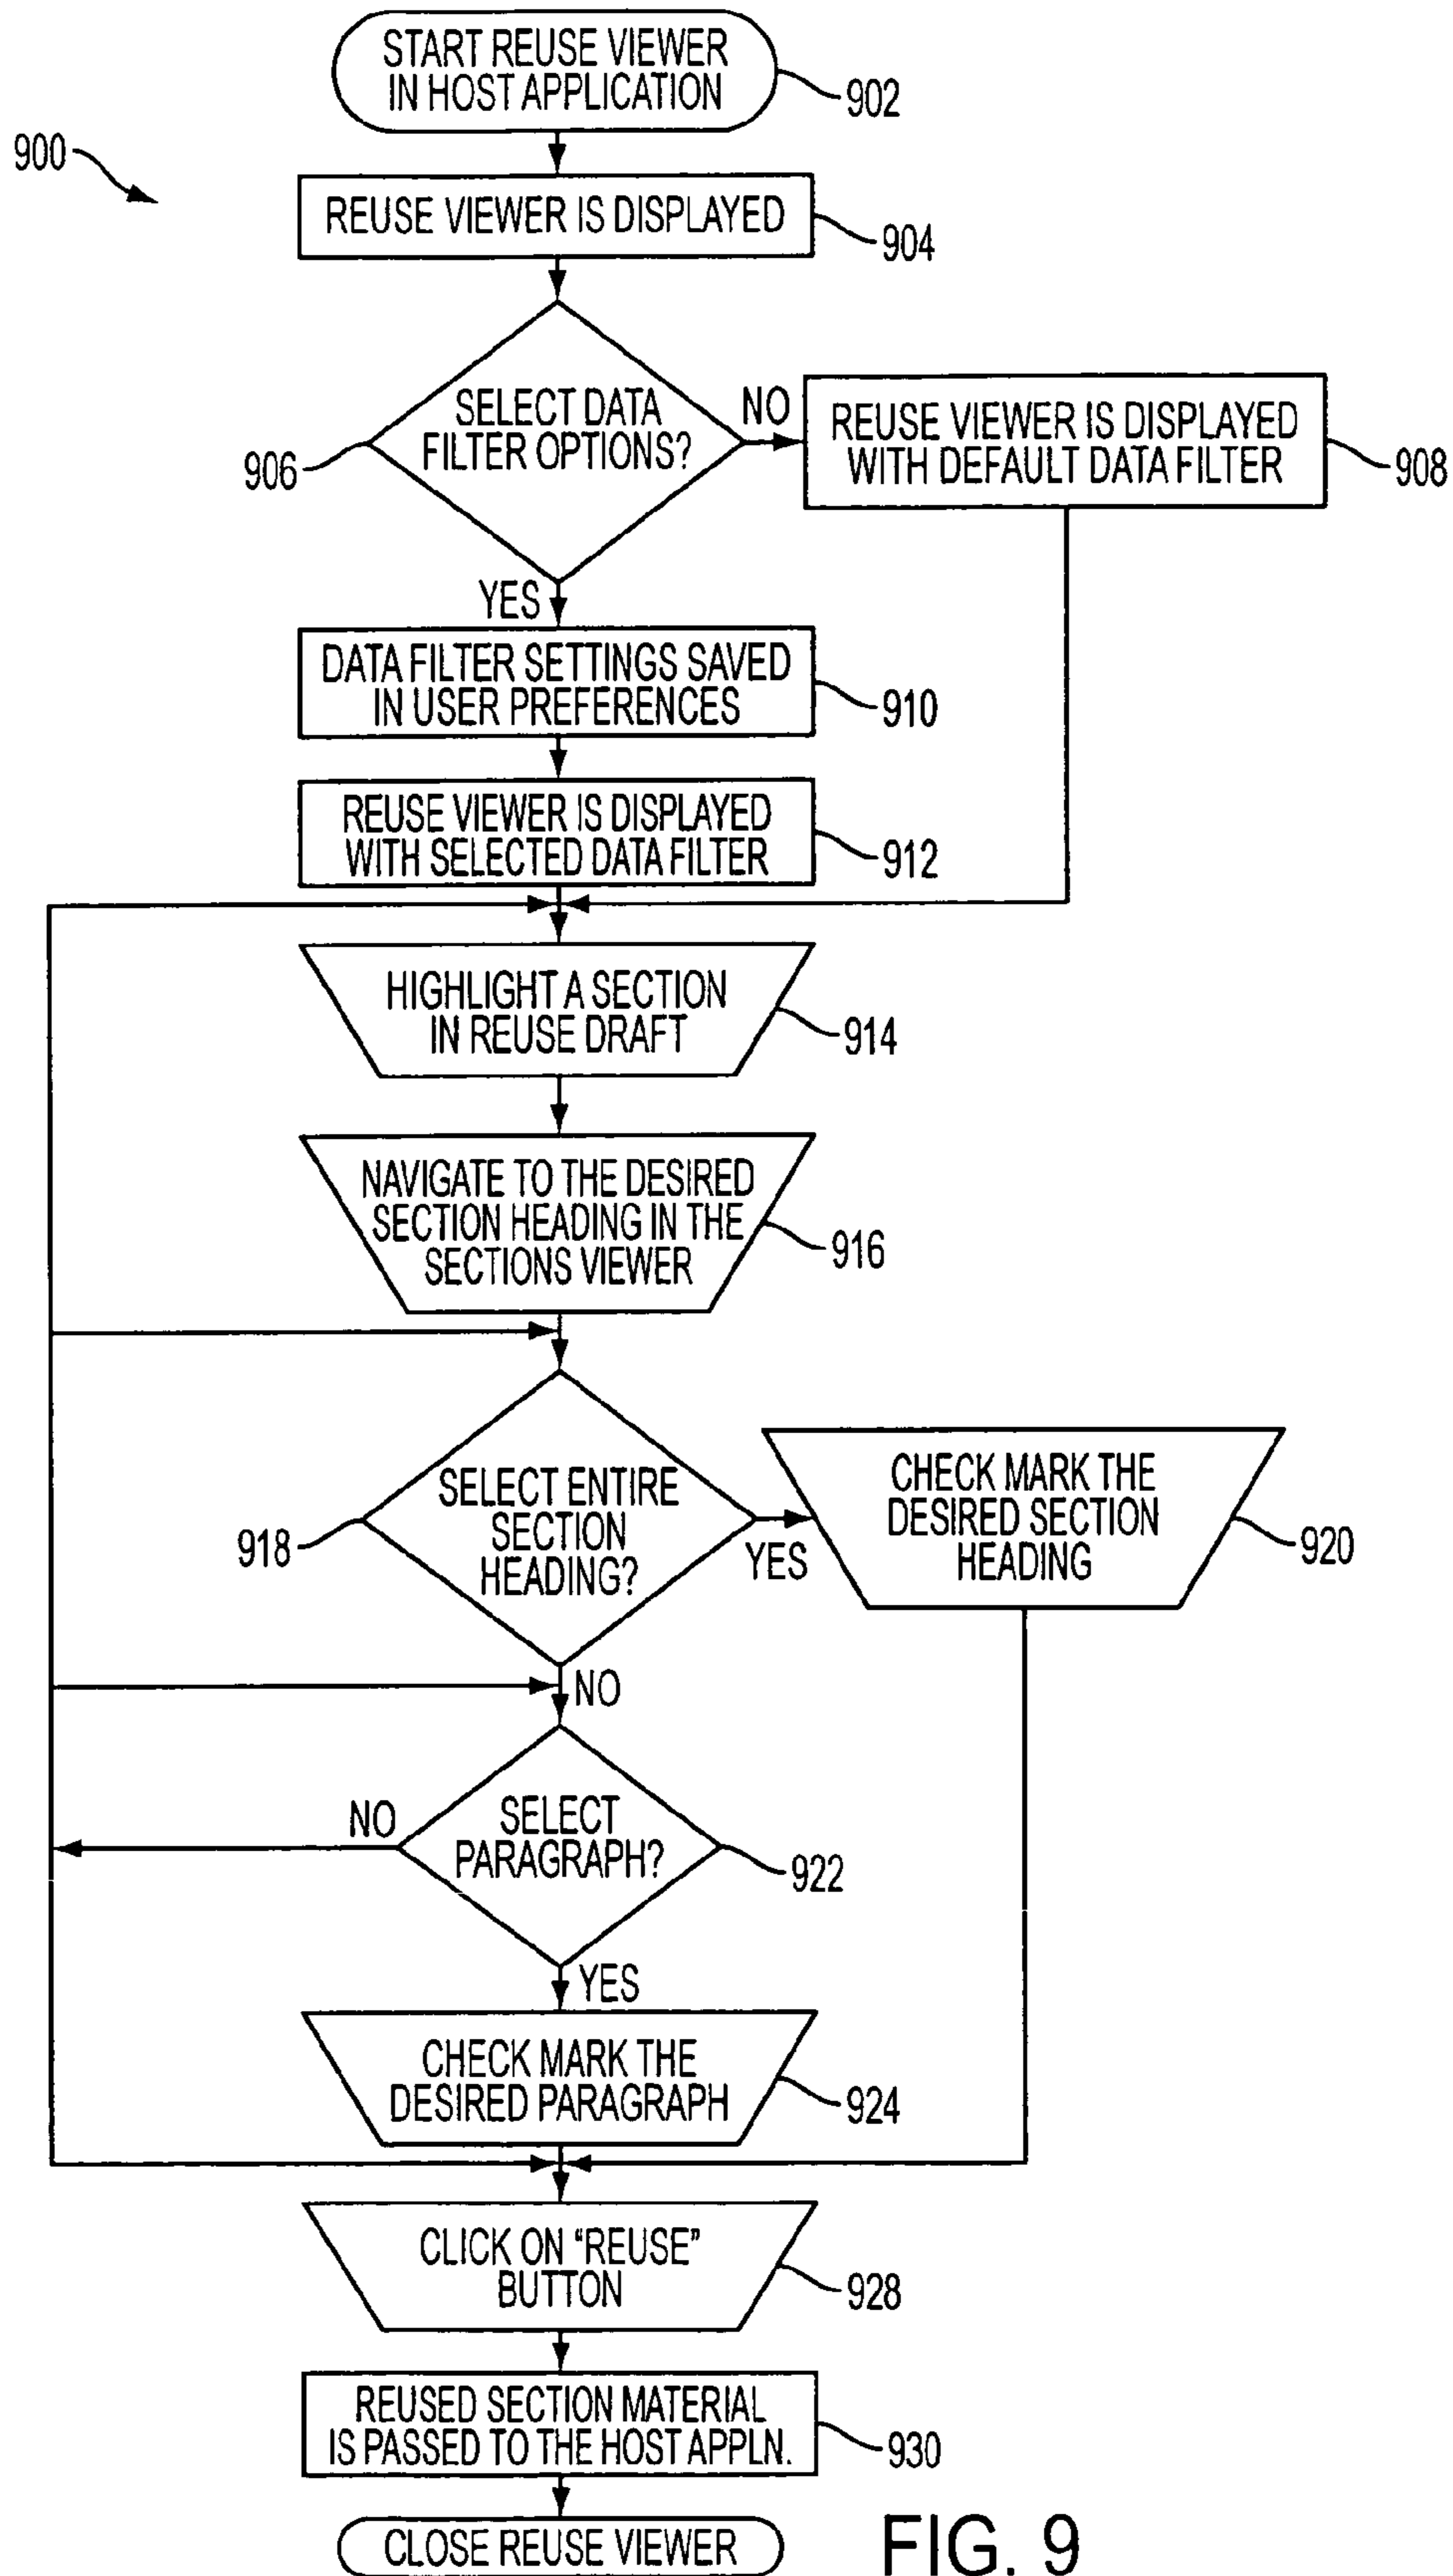 START REUSE VIEWER
IN HOST APPLICATION
902
900
REUSE VIEWER IS DISPLAYED
904
SELECT DATA
FILTER OPTIONS?
906
NO
REUSE VIEWER IS DISPLAYED
WITH DEFAULT DATA FILTER
908
YES
DATA FILTER SETTINGS SAVED
IN USER PREFERENCES
910
REUSE VIEWER IS DISPLAYED
WITH SELECTED DATA FILTER
912
HIGHLIGHT A SECTION
IN REUSE DRAFT
914
NAVIGATE TO THE DESIRED
SECTION HEADING IN THE
SECTIONS VIEWER
916
SELECT ENTIRE
SECTION
HEADING?
918
YES
CHECK MARK THE
DESIRED SECTION
HEADING
920
NO
SELECT
PARAGRAPH?
NO
922
YES
CHECK MARK THE
DESIRED PARAGRAPH
924
CLICK ON “REUSE”
BUTTON
928
REUSED SECTION MATERIAL
IS PASSED TO THE HOST APPLN.
930
CLOSE REUSE VIEWER
FIG. 9